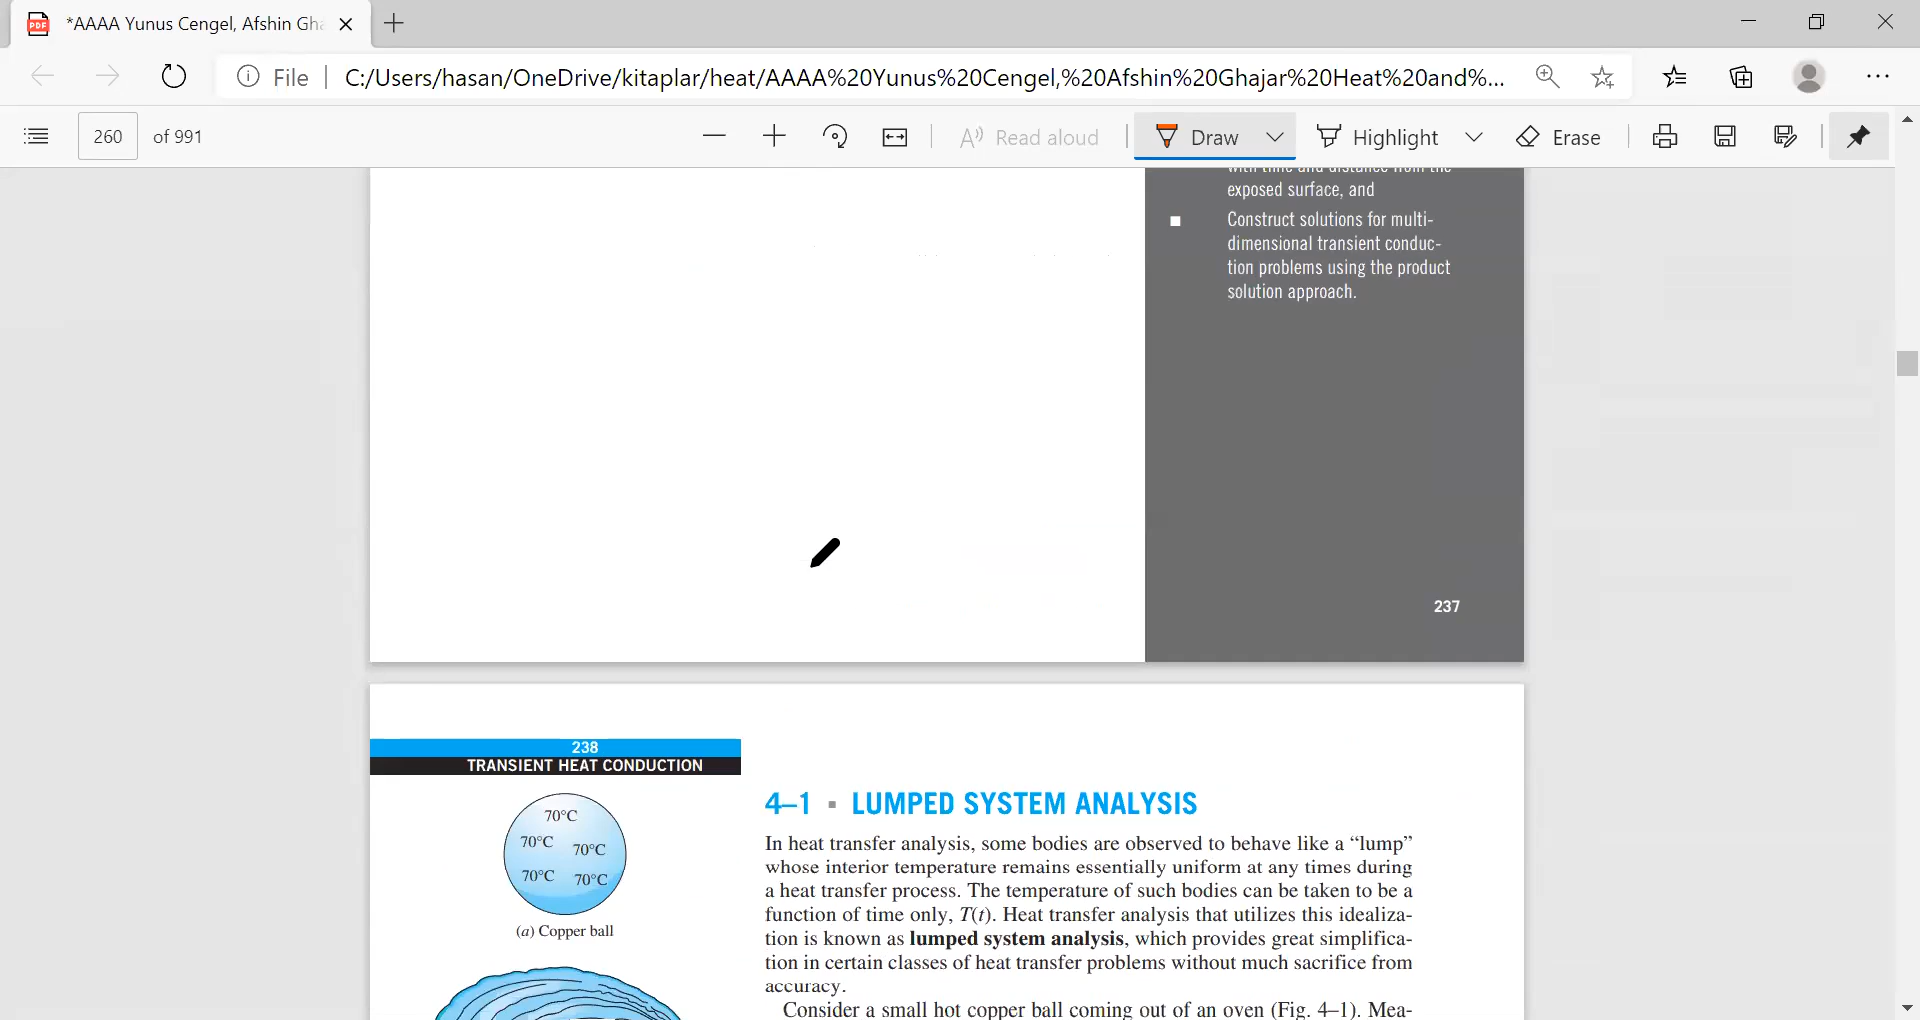 *AAAA Yunus Cengel, Afshin Gha
File
C:/Users/hasan/OneDrive/kitaplar/heat/AAAA%20Yunus%20Cengel,%20Afshin%20Ghajar%20Heat%20and%...
260 of 991
Read aloud
Draw
Highlight
Erase
with time and distance from the
exposed surface, and
■ Construct solutions for multi-
dimensional transient conduc-
tion problems using the product
solution approach.
237
238
TRANSIENT HEAT CONDUCTION
70°C
70°C 70°C
70°C 70°C
(a) Copper ball
4–1 ▪ LUMPED SYSTEM ANALYSIS
In heat transfer analysis, some bodies are observed to behave like a “lump”
whose interior temperature remains essentially uniform at any times during
a heat transfer process. The temperature of such bodies can be taken to be a
function of time only, T(t). Heat transfer analysis that utilizes this idealiza-
tion is known as lumped system analysis, which provides great simplifica-
tion in certain classes of heat transfer problems without much sacrifice from
accuracy.
Consider a small hot copper ball coming out of an oven (Fig. 4–1). Mea-